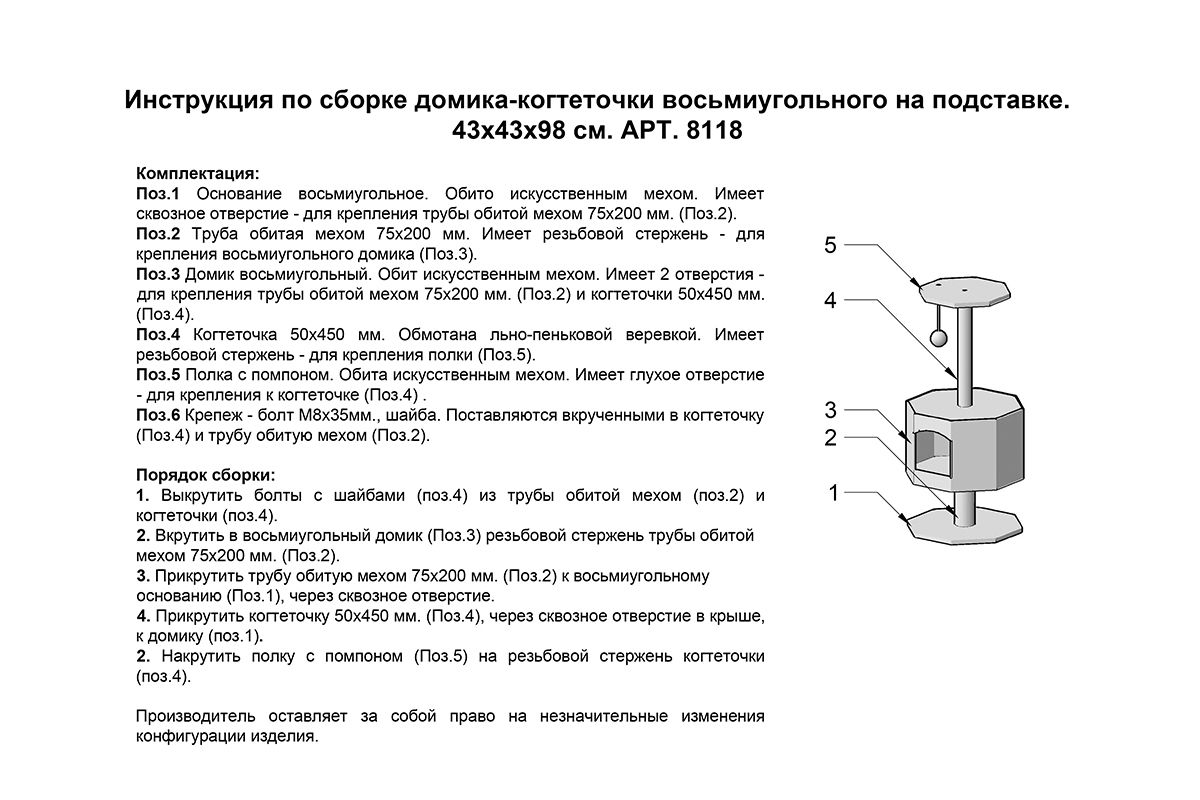 Инструкция по сборке домика-когтеточки восьмиугольного на подставке.
43х43х98 см. АРТ. 8118
Комплектация:
Поз.1 Основание восьмиугольное. Обито искусственным мехом. Имеет
сквозное отверстие - для крепления трубы обитой мехом 75х200 мм. (Поз.2).
Поз.2 Труба обитая мехом 75х200 мм. Имеет резьбовой стержень - для
крепления восьмиугольного домика (Поз.3).
Поз.3 Домик восьмиугольный. Обит искусственным мехом. Имеет 2 отверстия -
для крепления трубы обитой мехом 75х200 мм. (Поз.2) и когтеточки 50х450 мм.
(Поз.4).
Поз.4 Когтеточка 50х450 мм. Обмотана льно-пеньковой веревкой. Имеет
резьбовой стержень - для крепления полки (Поз.5).
Поз.5 Полка с помпоном. Обита искусственным мехом. Имеет глухое отверстие
- для крепления к когтеточке (Поз.4) .
Поз.6 Крепеж - болт М8х35мм., шайба. Поставляются вкрученными в когтеточку
(Поз.4) и трубу обитую мехом (Поз.2).
Порядок сборки:
1. Выкрутить болты с шайбами (поз.4) из трубы обитой мехом (поз.2) и
когтеточки (поз.4).
2. Вкрутить в восьмиугольный домик (Поз.3) резьбовой стержень трубы обитой
мехом 75х200 мм. (Поз.2).
3. Прикрутить трубу обитую мехом 75х200 мм. (Поз.2) к восьмиугольному
основанию (Поз.1), через сквозное отверстие.
4. Прикрутить когтеточку 50х450 мм. (Поз.4), через сквозное отверстие в крыше,
к домику (поз.1).
2. Накрутить полку с помпоном (Поз.5) на резьбовой стержень когтеточки
(поз.4).
Производитель оставляет за собой право на незначительные изменения
конфигурации изделия.
5
4
3
2
1